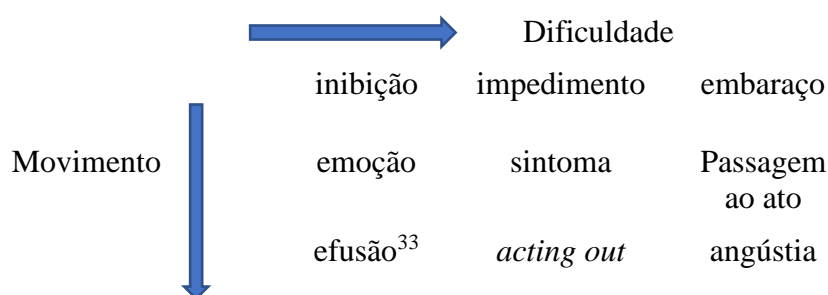 Dificuldade
inibição impedimento embaraço
Movimento emoção sintoma Passagem
ao ato
efusão33 acting out angústia